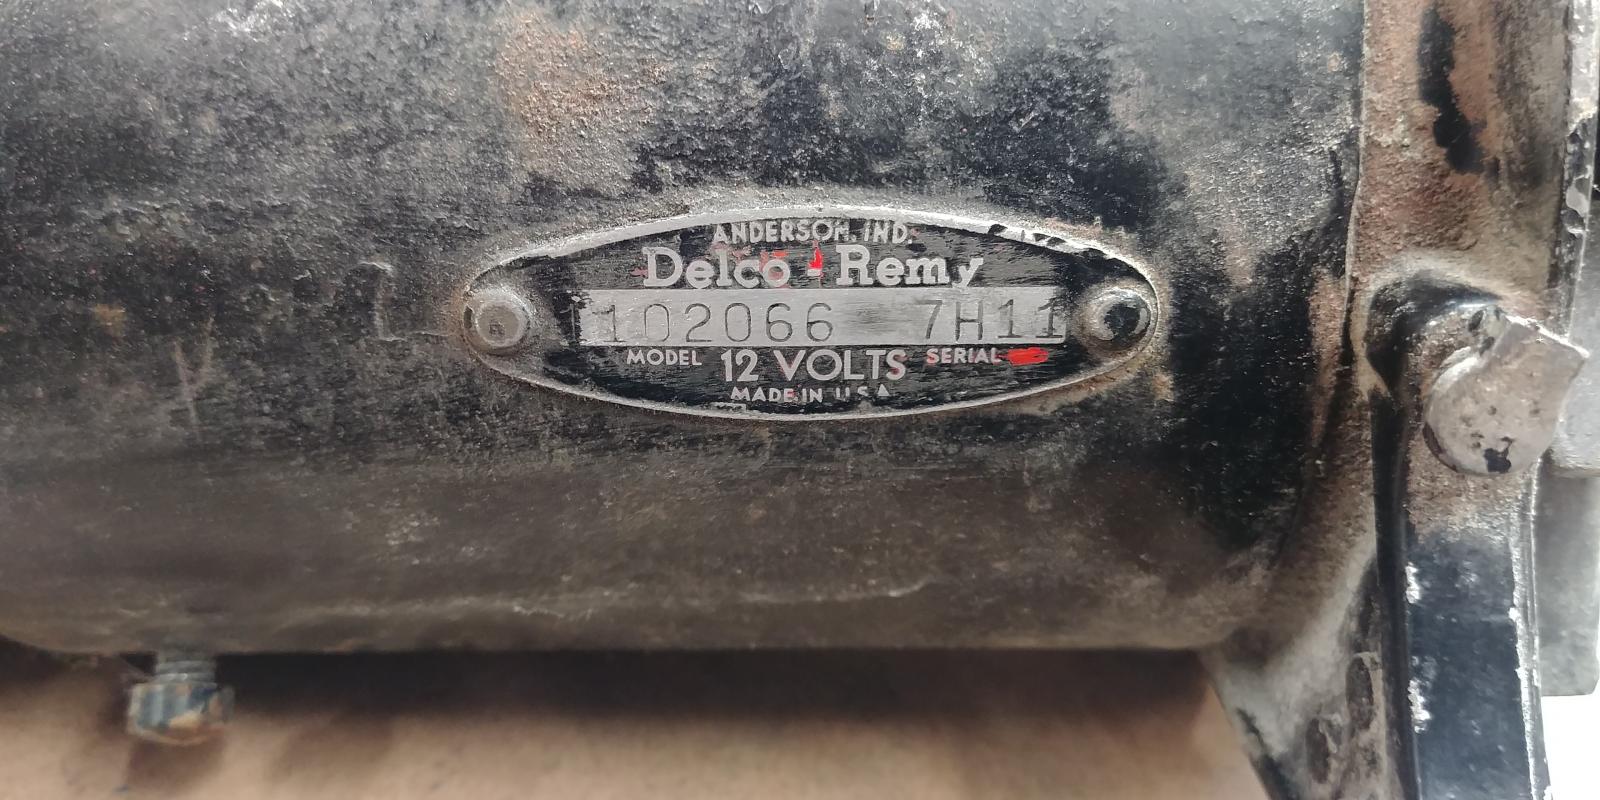 ANDERSON, IND.
Delco-Remy
1102066 7H11
MODEL 12 VOLTS SERIAL
MADE IN U.S.A.